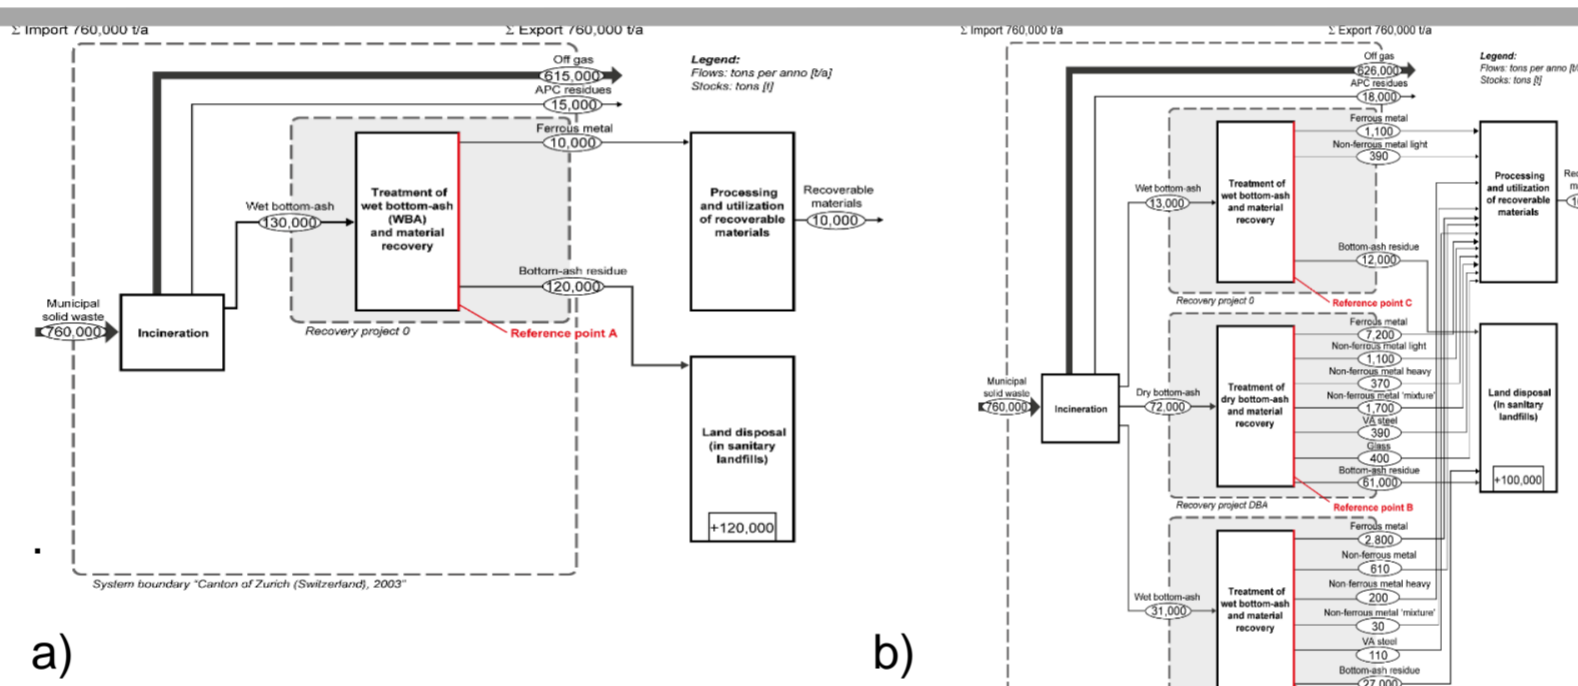 Σ Import 760,000 t/a
Σ Export 760,000 t/a
Off gas
615,000
APC residues
15,000
Legend:
Flows: tons per anno [t/a]
Stocks: tons [t]
Ferrous metal
10,000
Treatment of
wet bottom-ash
(WBA)
and material
recovery
Wet bottom-ash
130,000
Processing
and utilization
of recoverable
materials
Recoverable
materials
10,000
Bottom-ash residue
120,000
Municipal
solid waste
760,000
Incineration
Recovery project 0
Reference point A
Land disposal
(in sanitary
landfills)
+120,000
System boundary "Canton of Zurich (Switzerland), 2003"
a)
Σ Import 760,000 t/a
Σ Export 760,000 t/a
Off gas
626,000
APC residues
18,000
Legend:
Flows: tons per anno
Stocks: tons [t]
Ferrous metal
1,100
Non-ferrous metal light
390
Wet bottom-ash
13,000
Treatment of
wet bottom-ash
and material
recovery
Processing
and utilization
of recoverable
materials
Bottom-ash residue
12,000
Recovery project 0
Reference point C
Ferrous metal
7,200
Non-ferrous metal light
1,100
Non-ferrous metal heavy
370
Non-ferrous metal 'mixture'
1,700
VA steel
390
Glass
400
Bottom-ash residue
61,000
Municipal
solid waste
760,000
Incineration
Dry bottom-ash
72,000
Treatment of
dry bottom-ash
and material
recovery
Land disposal
(in sanitary
landfills)
+100,000
Recovery project DBA
Reference point B
Ferrous metal
2,800
Non-ferrous metal
610
Non-ferrous metal heavy
200
Non-ferrous metal 'mixture'
30
VA steel
110
Bottom-ash residue
27,000
Wet bottom-ash
31,000
Treatment of
wet bottom-ash
and material
recovery
b)